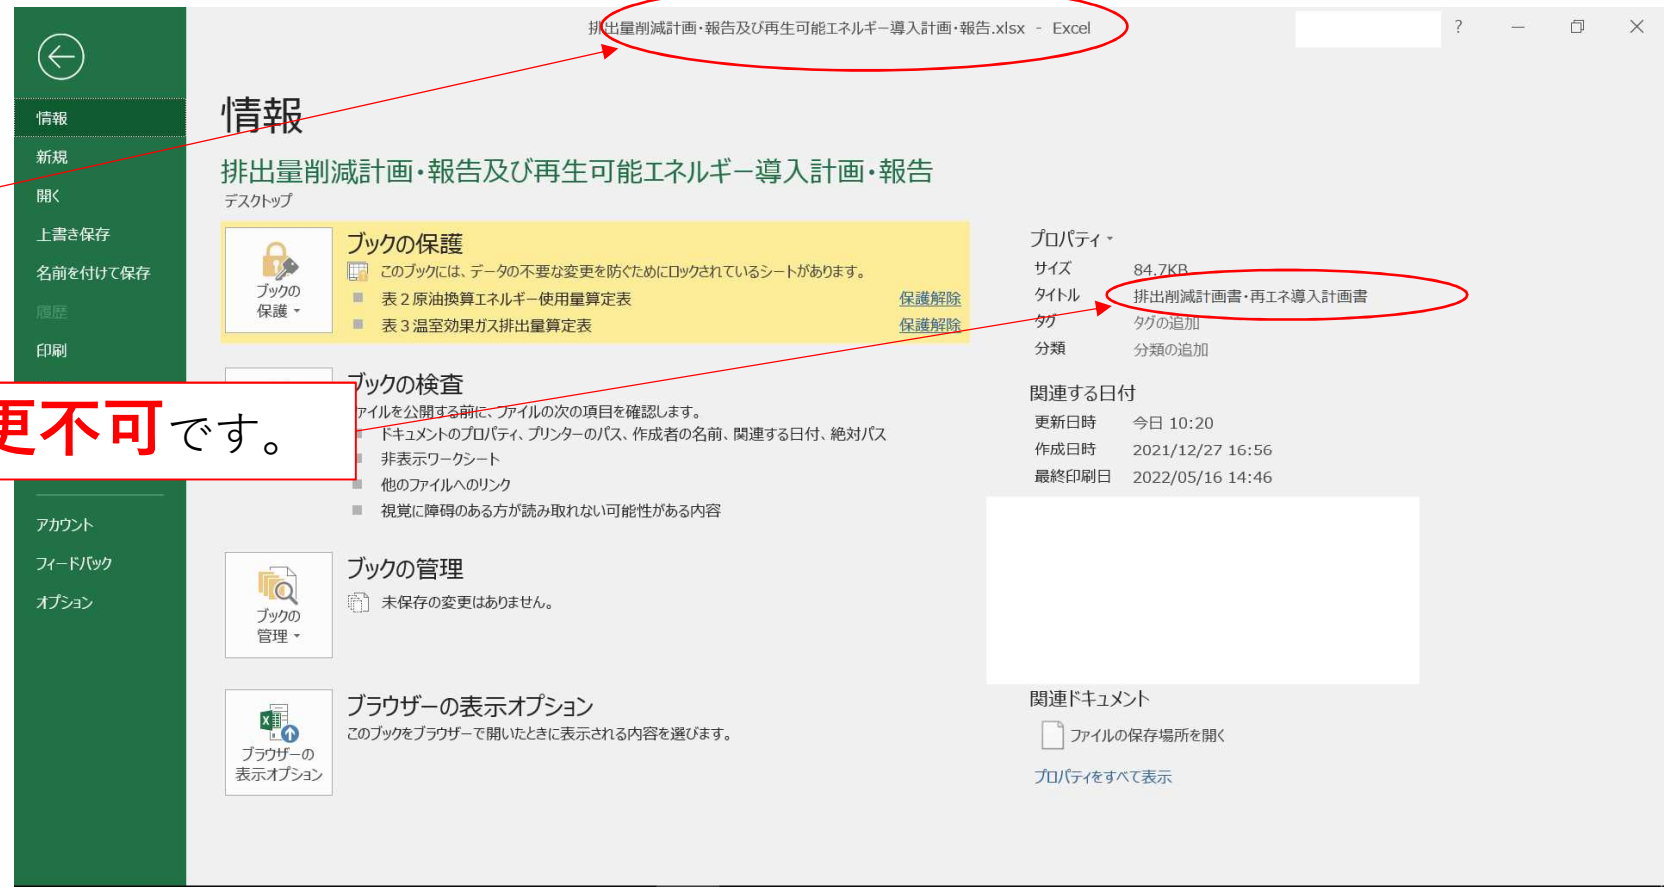 排出量削減計画・報告及び再生可能エネルギー導入計画・報告.xlsx - Excel
?
情報
新規
開く
上書き保存
名前を付けて保存
履歴
印刷
アカウント
フィードバック
オプション
情報
排出量削減計画・報告及び再生可能エネルギー導入計画・報告
デスクトップ
ブックの保護
このブックには、データの不要な変更を防ぐためにロックされているシートがあります。
表２原油換算エネルギー使用量算定表 保護解除
表３温室効果ガス排出量算定表 保護解除
ブックの
保護
更不可です。
ブックの検査
ァイルを公開する前に、ファイルの次の項目を確認します。
ドキュメントのプロパティ、プリンターのパス、作成者の名前、関連する日付、絶対パス
非表示ワークシート
他のファイルへのリンク
視覚に障碍のある方が読み取れない可能性がある内容
ブックの管理
未保存の変更はありません。
ブックの
管理
ブラウザーの表示オプション
このブックをブラウザーで開いたときに表示される内容を選びます。
ブラウザーの
表示オプション
プロパティ
サイズ 84.7KB
タイトル 排出削減計画書・再エネ導入計画書
タグ タグの追加
分類 分類の追加
関連する日付
更新日時 今日 10:20
作成日時 2021/12/27 16:56
最終印刷日 2022/05/16 14:46
関連ドキュメント
ファイルの保存場所を開く
プロパティをすべて表示